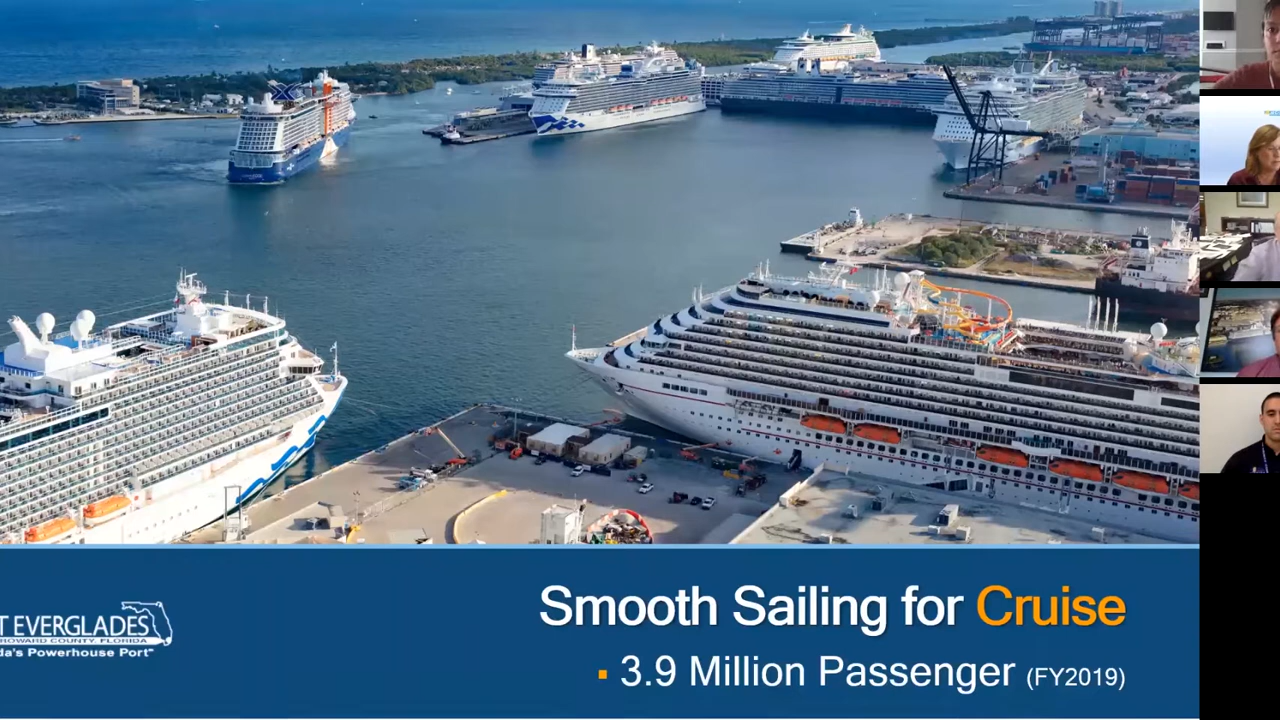 Smooth Sailing for Cruise
▪ 3.9 Million Passenger (FY2019)
T EVERGLADES
BROWARD COUNTY, FLORIDA
da's Powerhouse Port"